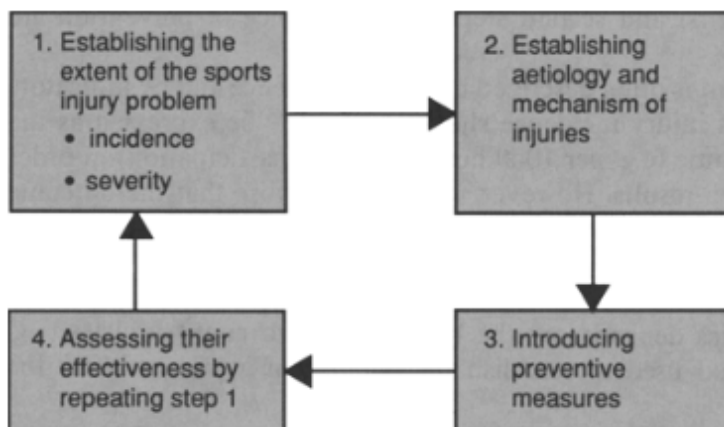 1. Establishing the
extent of the sports
injury problem
• incidence
• severity
2. Establishing
aetiology and
mechanism of
injuries
4. Assessing their
effectiveness by
repeating step 1
3. Introducing
preventive
measures